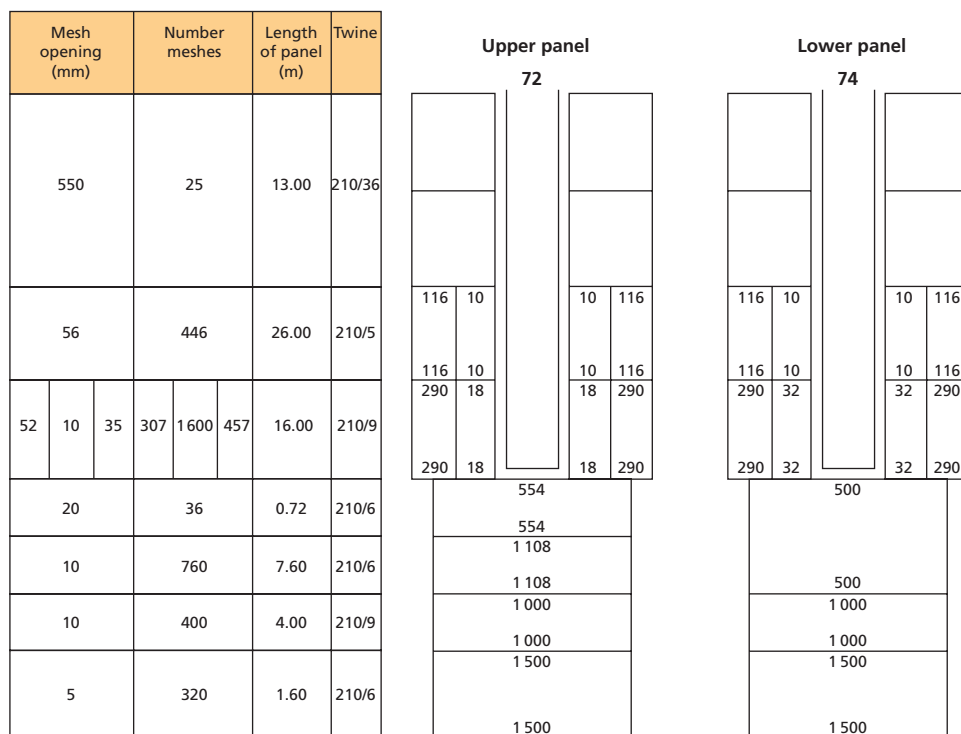 Mesh opening (mm) Number meshes Length of panel (m) Twine
Upper panel
72
Lower panel
74
550 25 13.00 210/36
56 446 26.00 210/5
116 10 10 116 116 10 10 116
116 10 10 116 116 10 10 116
52 10 35 307 1 600 457 16.00 210/9
290 18 18 290 290 32 32 290
290 18 18 290 290 32 32 290
20 36 0.72 210/6
554 500
554
10 760 7.60 210/6
1 108
1 108 500
10 400 4.00 210/9
1 000 1 000
1 000 1 000
5 320 1.60 210/6
1 500 1 500
1 500 1 500